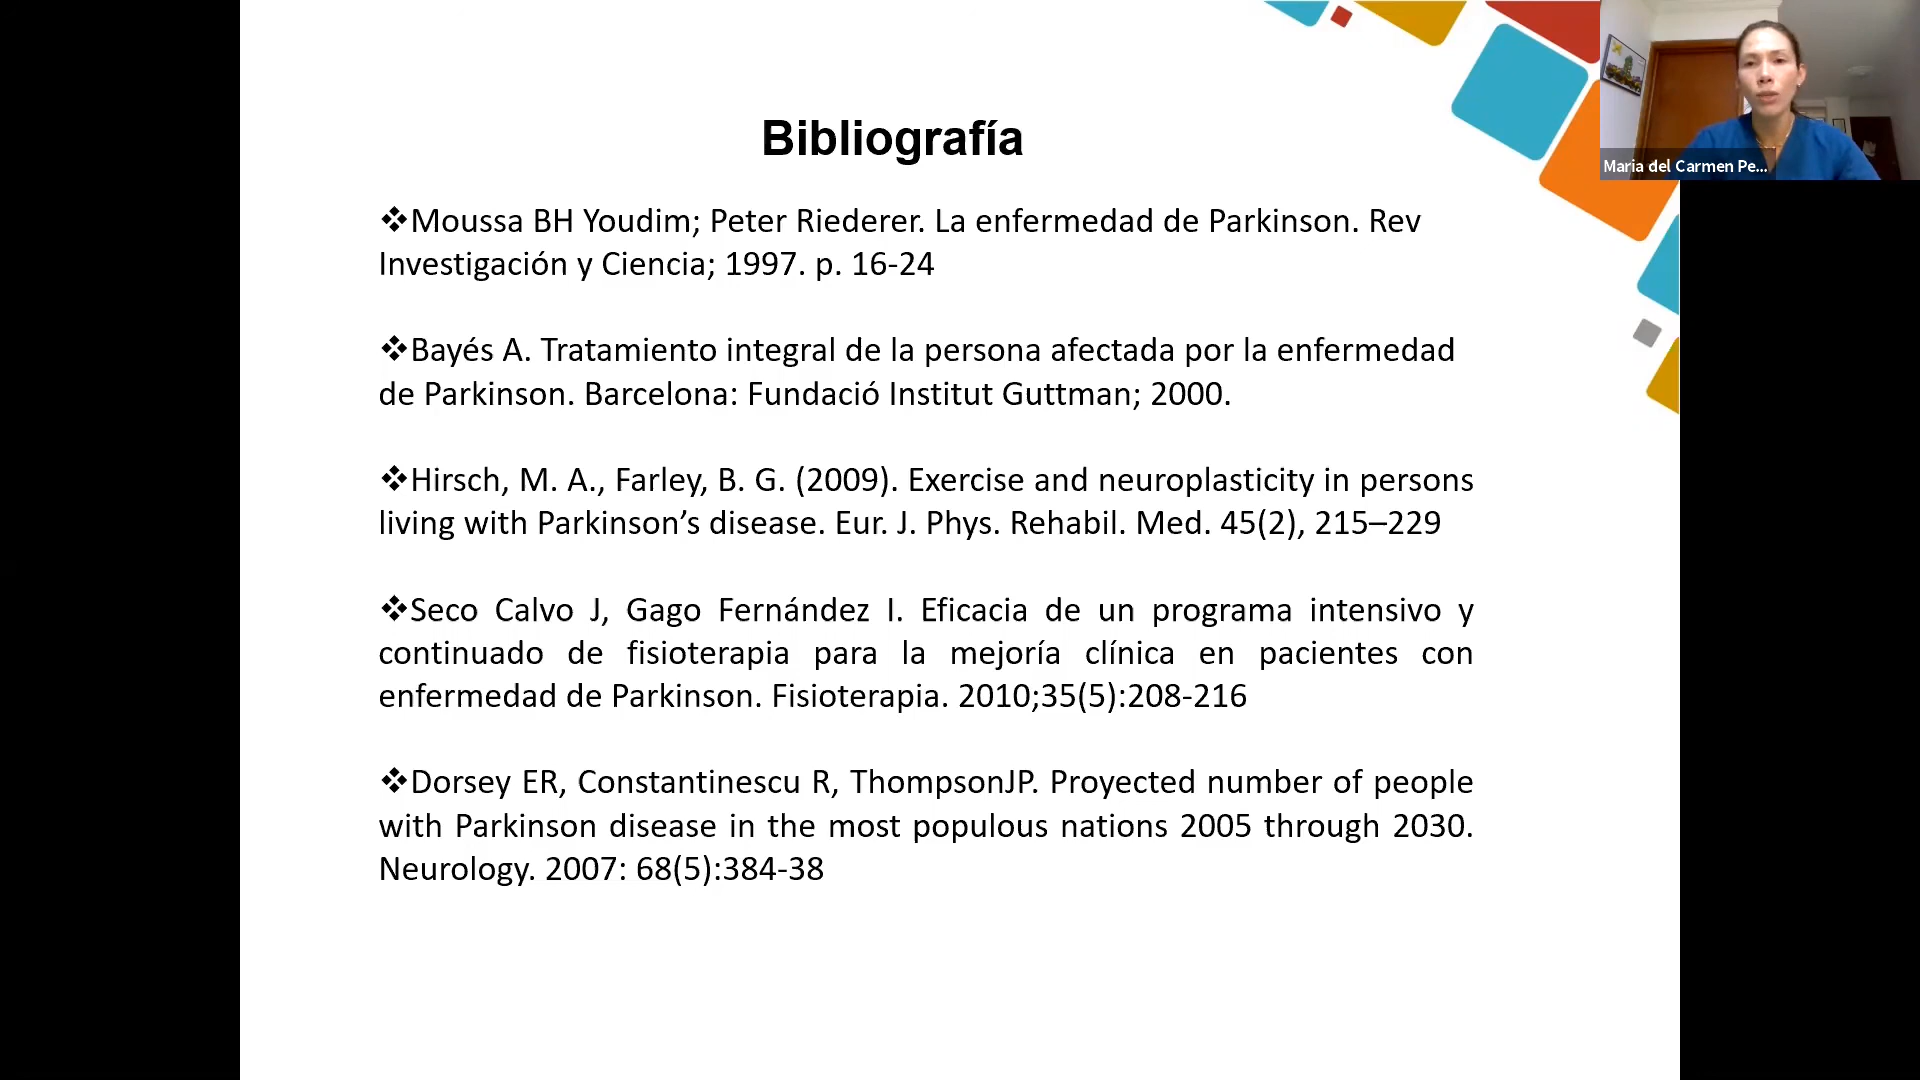 Bibliografía
Maria del Carmen Pe...
❖Moussa BH Youdim; Peter Riederer. La enfermedad de Parkinson. Rev
Investigación y Ciencia; 1997. p. 16-24
❖Bayés A. Tratamiento integral de la persona afectada por la enfermedad
de Parkinson. Barcelona: Fundació Institut Guttman; 2000.
❖Hirsch, M. A., Farley, B. G. (2009). Exercise and neuroplasticity in persons
living with Parkinson’s disease. Eur. J. Phys. Rehabil. Med. 45(2), 215–229
❖Seco Calvo J, Gago Fernández I. Eficacia de un programa intensivo y
continuado de fisioterapia para la mejoría clínica en pacientes con
enfermedad de Parkinson. Fisioterapia. 2010;35(5):208-216
❖Dorsey ER, Constantinescu R, ThompsonJP. Proyected number of people
with Parkinson disease in the most populous nations 2005 through 2030.
Neurology. 2007: 68(5):384-38